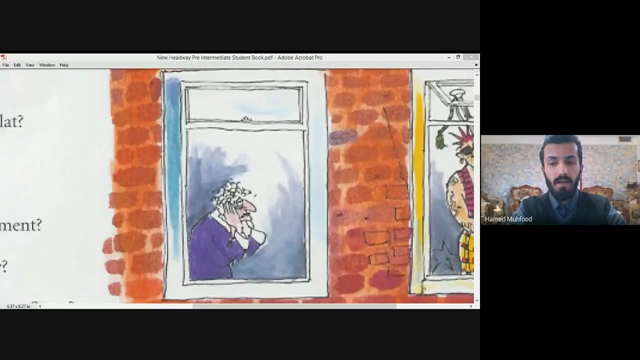 New Headway Pre Intermediate Student Book.pdf - Adobe Acrobat Pro
File Edit View Window Help
lat?
ment?
?
Hamed Muhfood